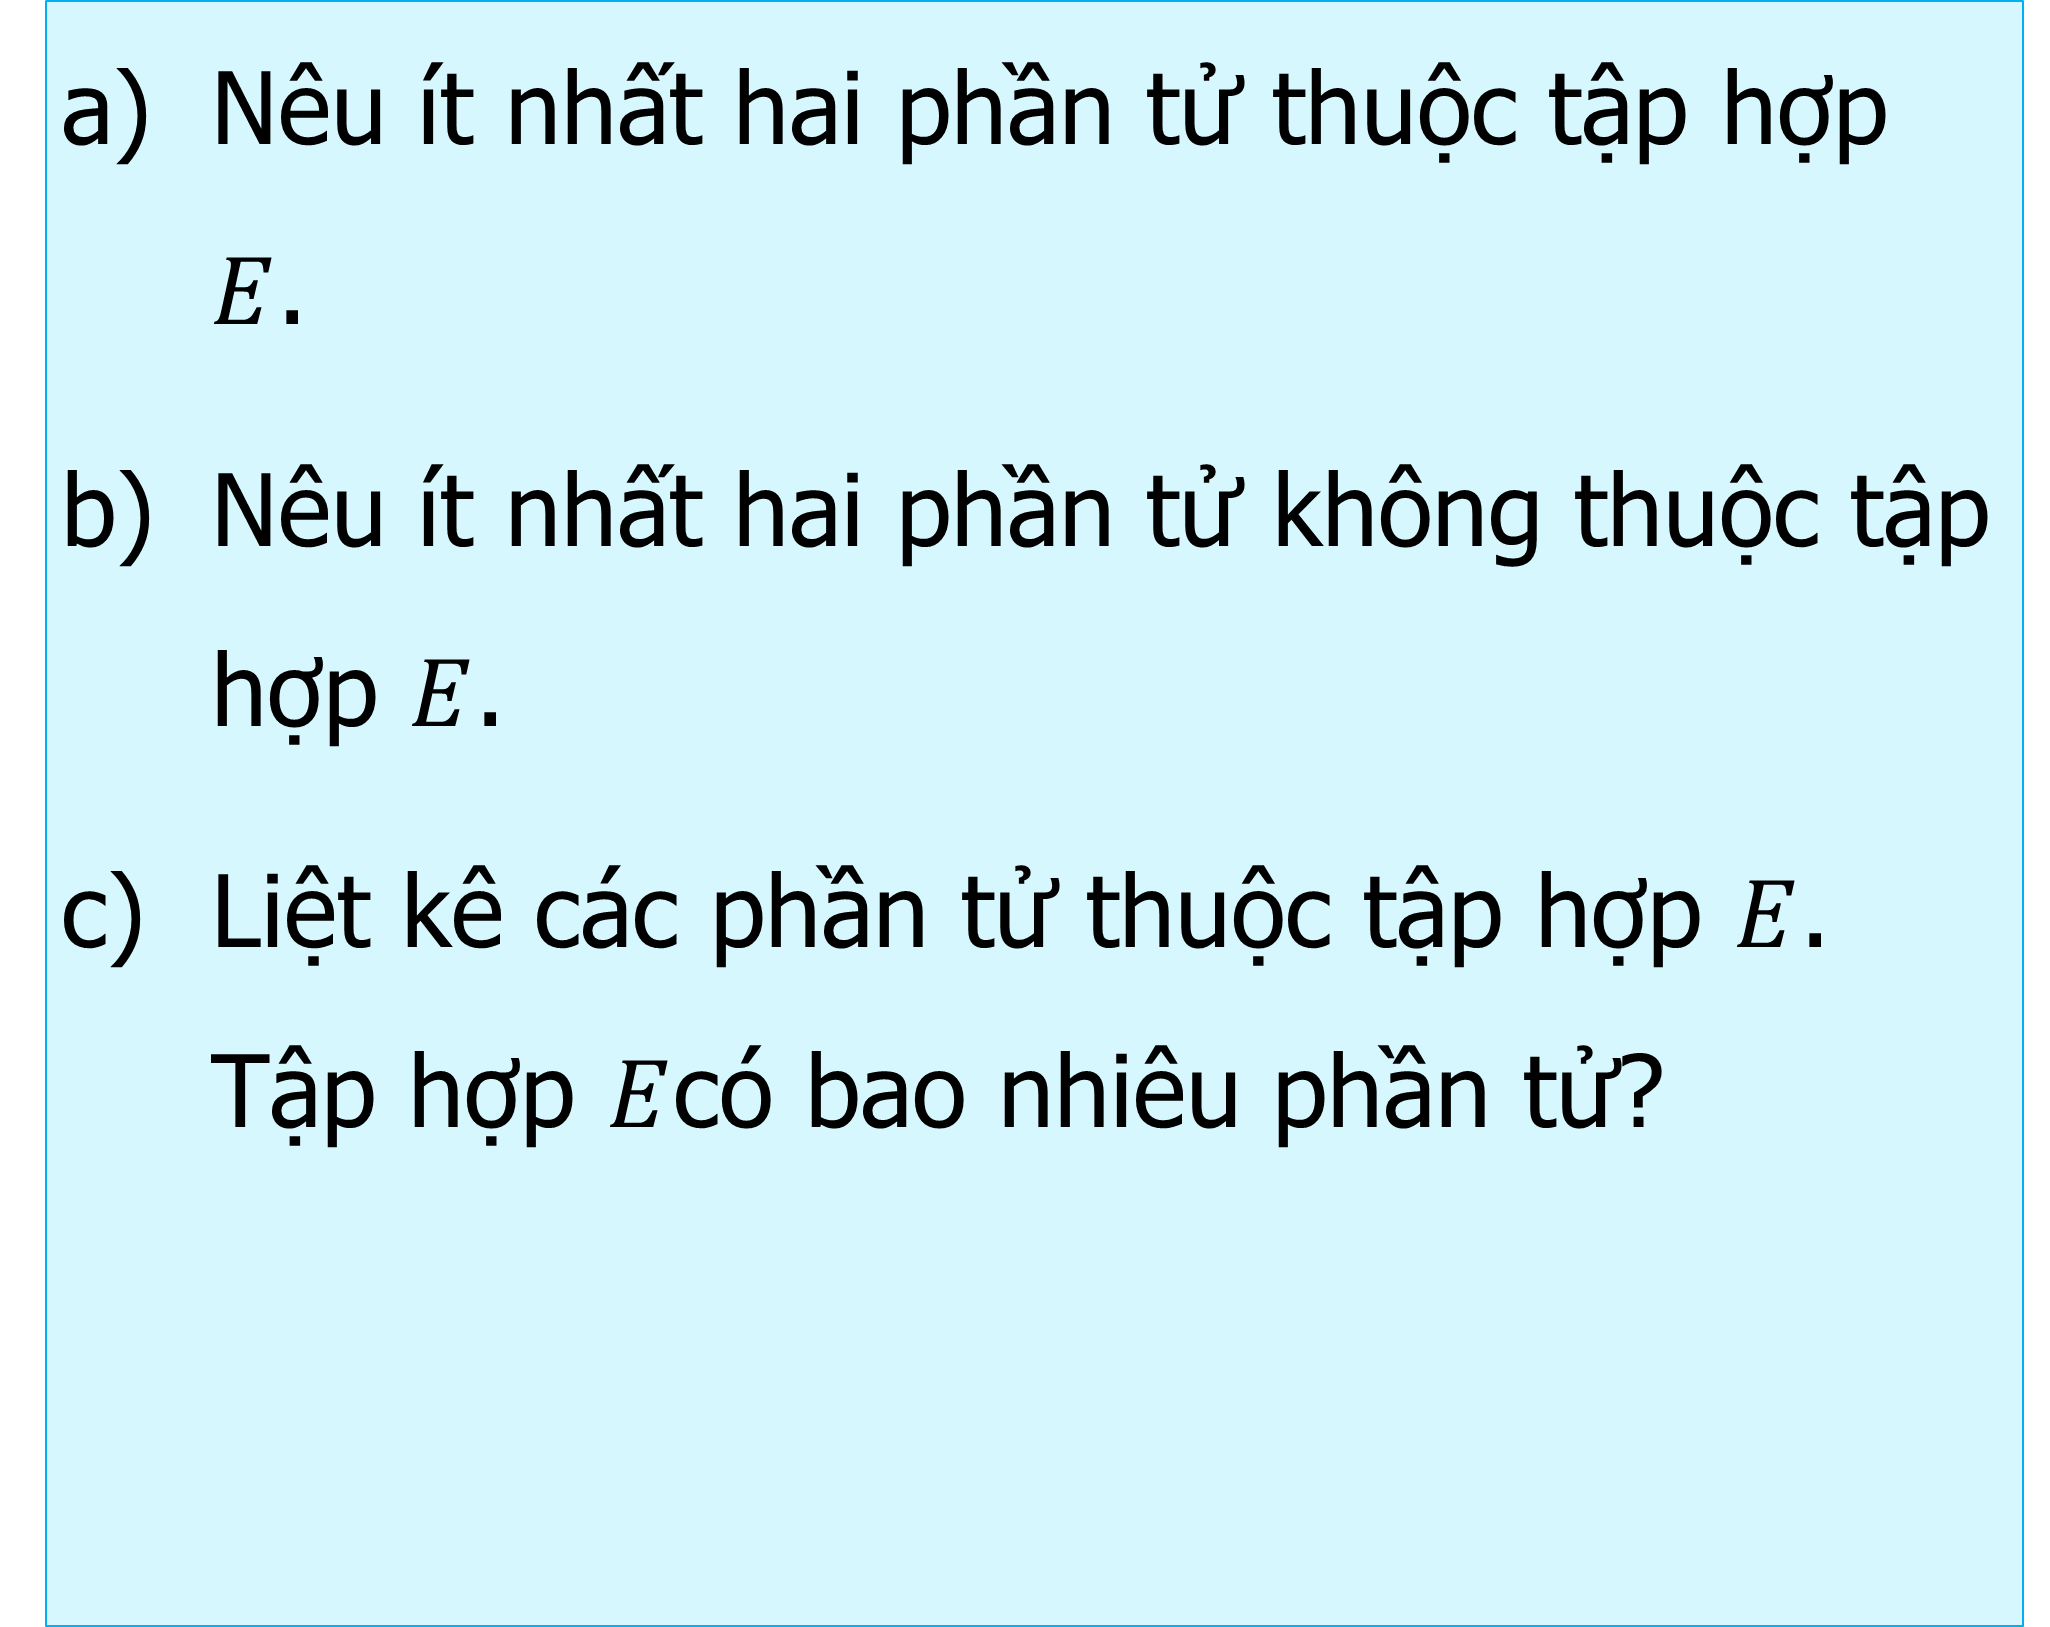 a) Nêu ít nhất hai phần tử thuộc tập hợp
E.
b) Nêu ít nhất hai phần tử không thuộc tập
hợp E.
c) Liệt kê các phần tử thuộc tập hợp E.
Tập hợp E có bao nhiêu phần tử?